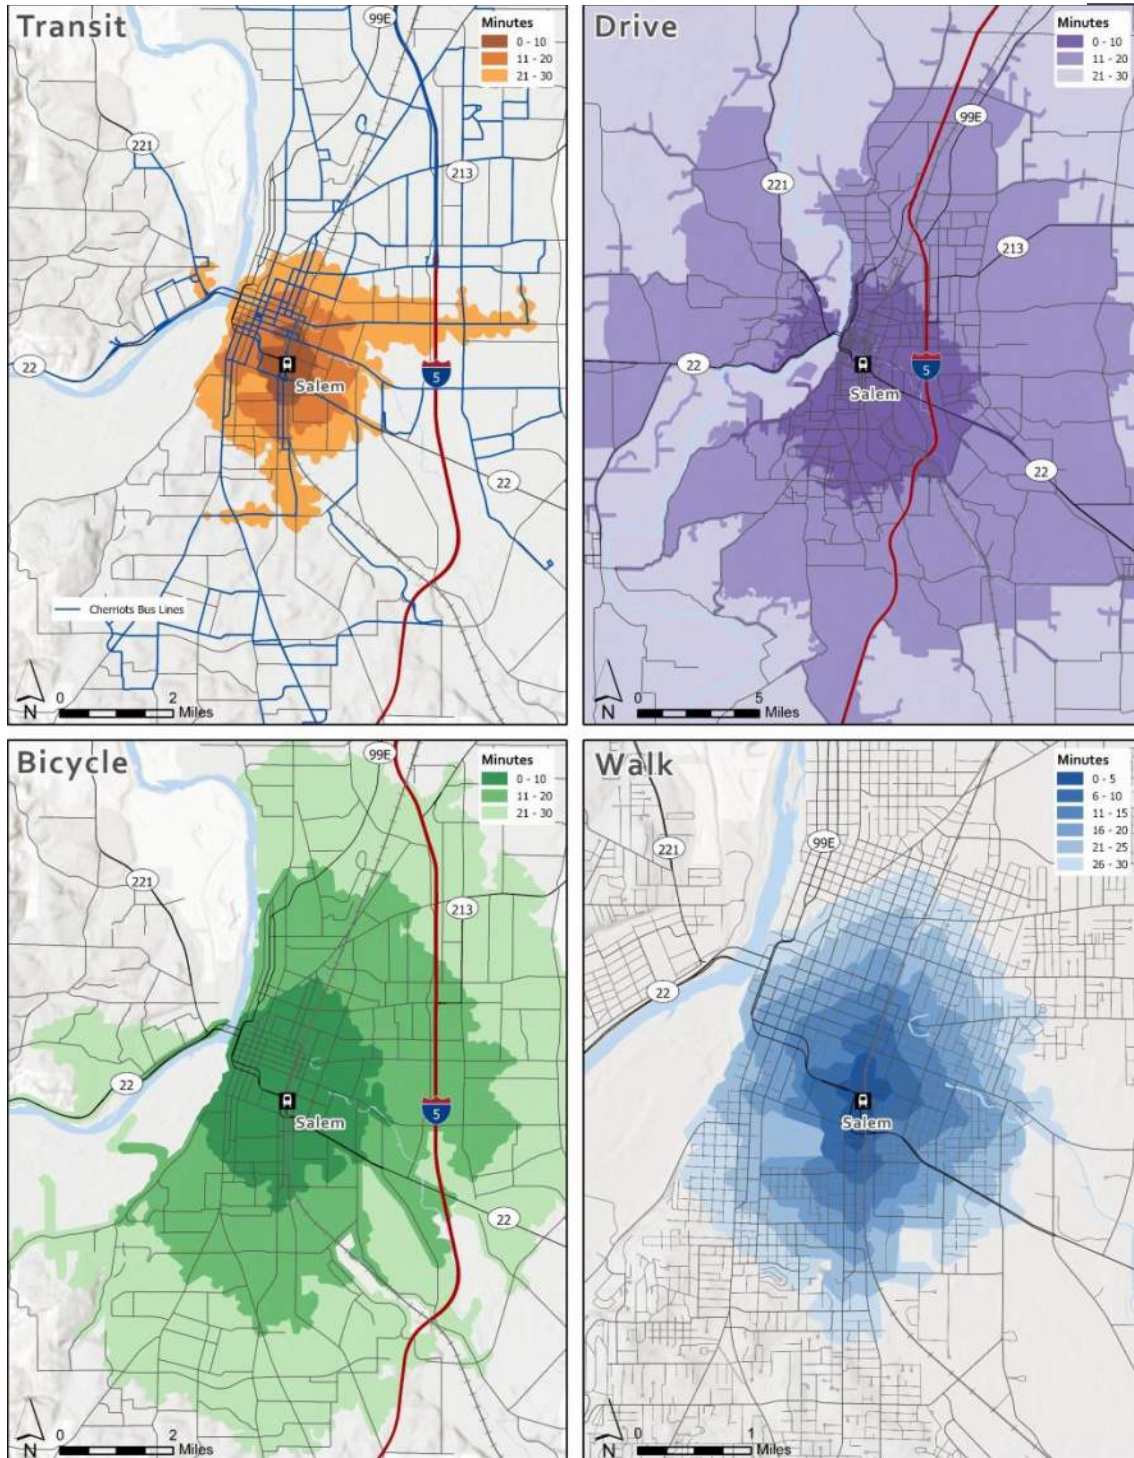 Transit
99E
Minutes
0 - 10
11 - 20
21 - 30
221
213
22
5
Salem
22
Cherriots Bus Lines
N
0 2
Miles
Drive
Minutes
0 - 10
11 - 20
21 - 30
99E
221
213
22
5
Salem
22
N
0 5
Miles
Bicycle
99E
Minutes
0 - 10
11 - 20
21 - 30
221
213
22
5
Salem
22
N
0 2
Miles
Walk
Minutes
0 - 5
6 - 10
11 - 15
16 - 20
21 - 25
26 - 30
221
99E
22
Salem
N
0 1
Miles